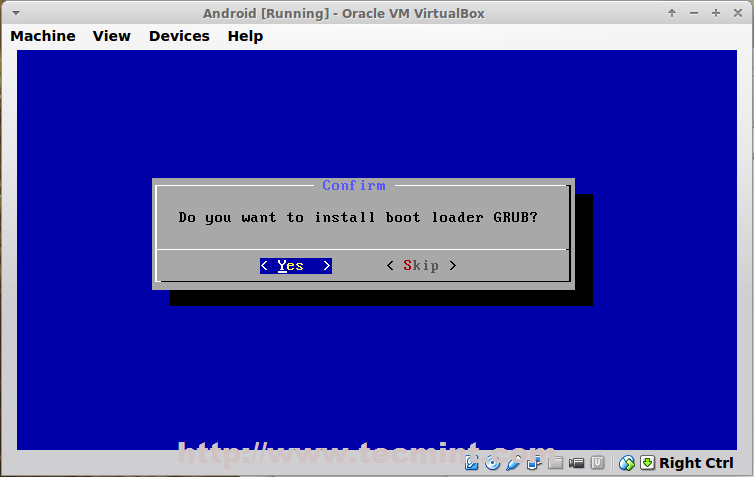 Android [Running] - Oracle VM VirtualBox
Machine View Devices Help
Confirm
Do you want to install boot loader GRUB?
< Yes > < Skip >
http://www.tecmint.com
Right Ctrl